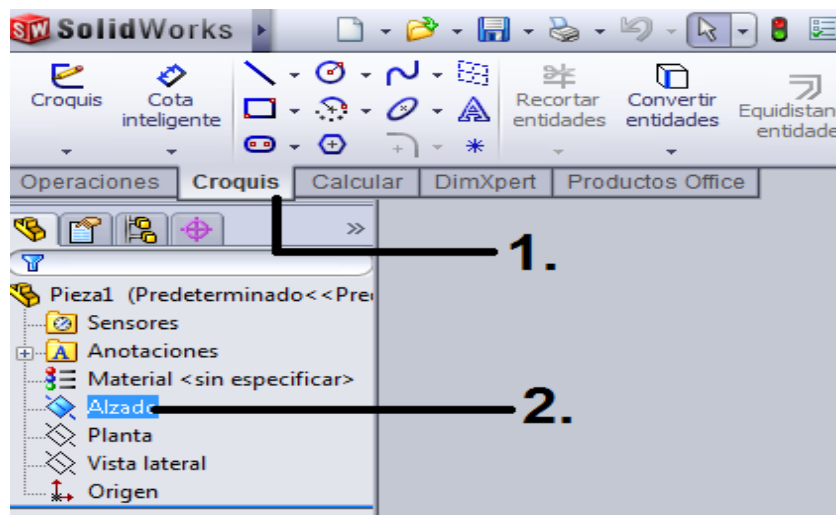 SW SolidWorks
Croquis Cota inteligente Recortar entidades Convertir entidades Equidistan entidade
Operaciones Croquis Calcular DimXpert Productos Office
1.
Pieza1 (Predeterminado<<Pre
Sensores
A Anotaciones
Material <sin especificar>
Alzado
2.
Planta
Vista lateral
Origen